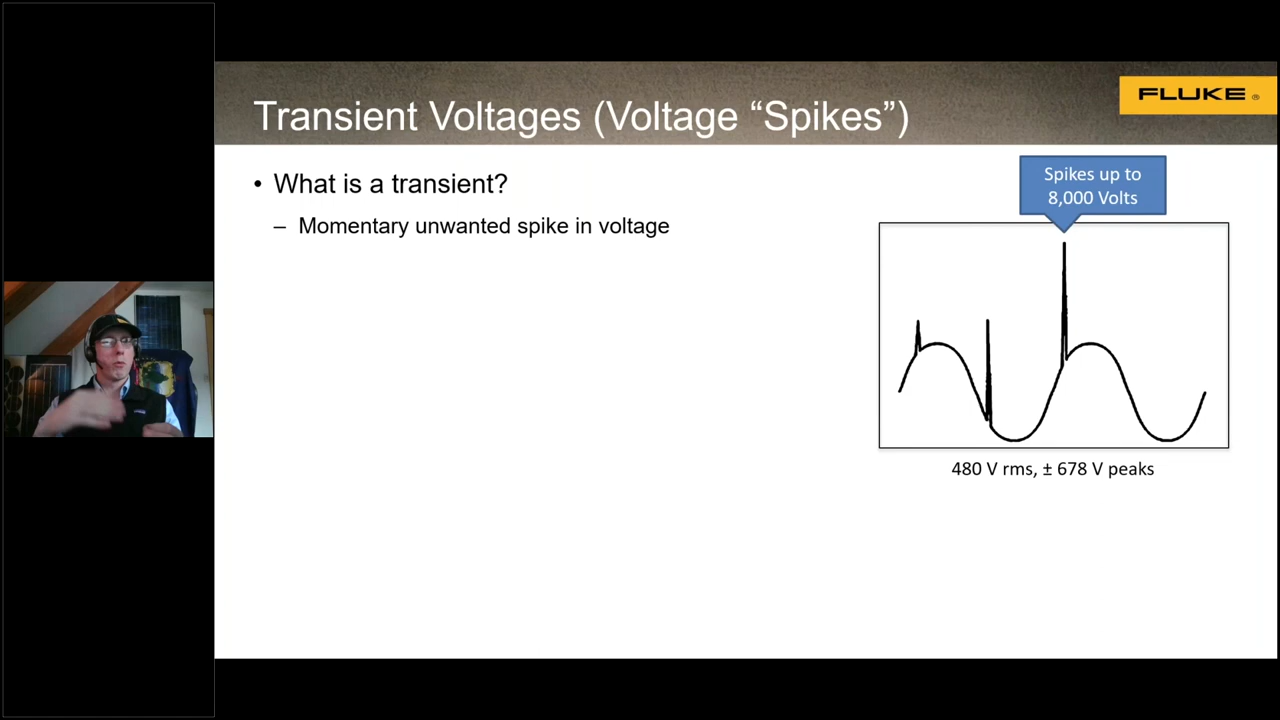 Transient Voltages (Voltage “Spikes”)
FLUKE ®
• What is a transient?
– Momentary unwanted spike in voltage
Spikes up to
8,000 Volts
480 V rms, ± 678 V peaks